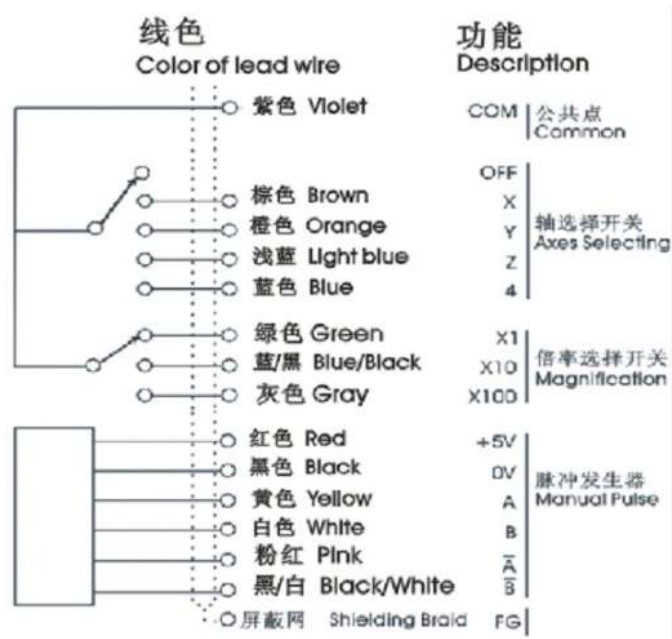 线色 功能
Color of lead wire Description
紫色 Violet COM 公共点
Common
OFF
棕色 Brown X
橙色 Orange Y 轴选择开关
Axes Selecting
浅蓝 Light blue Z
蓝色 Blue 4
绿色 Green X1
蓝/黑 Blue/Black X10 倍率选择开关
Magnification
灰色 Gray X100
红色 Red +5V
黑色 Black 0V 脉冲发生器
黄色 Yellow A Manual Pulse
白色 White B
粉红 Pink A̅
黑/白 Black/White B̅
屏蔽网 Shielding Braid FG